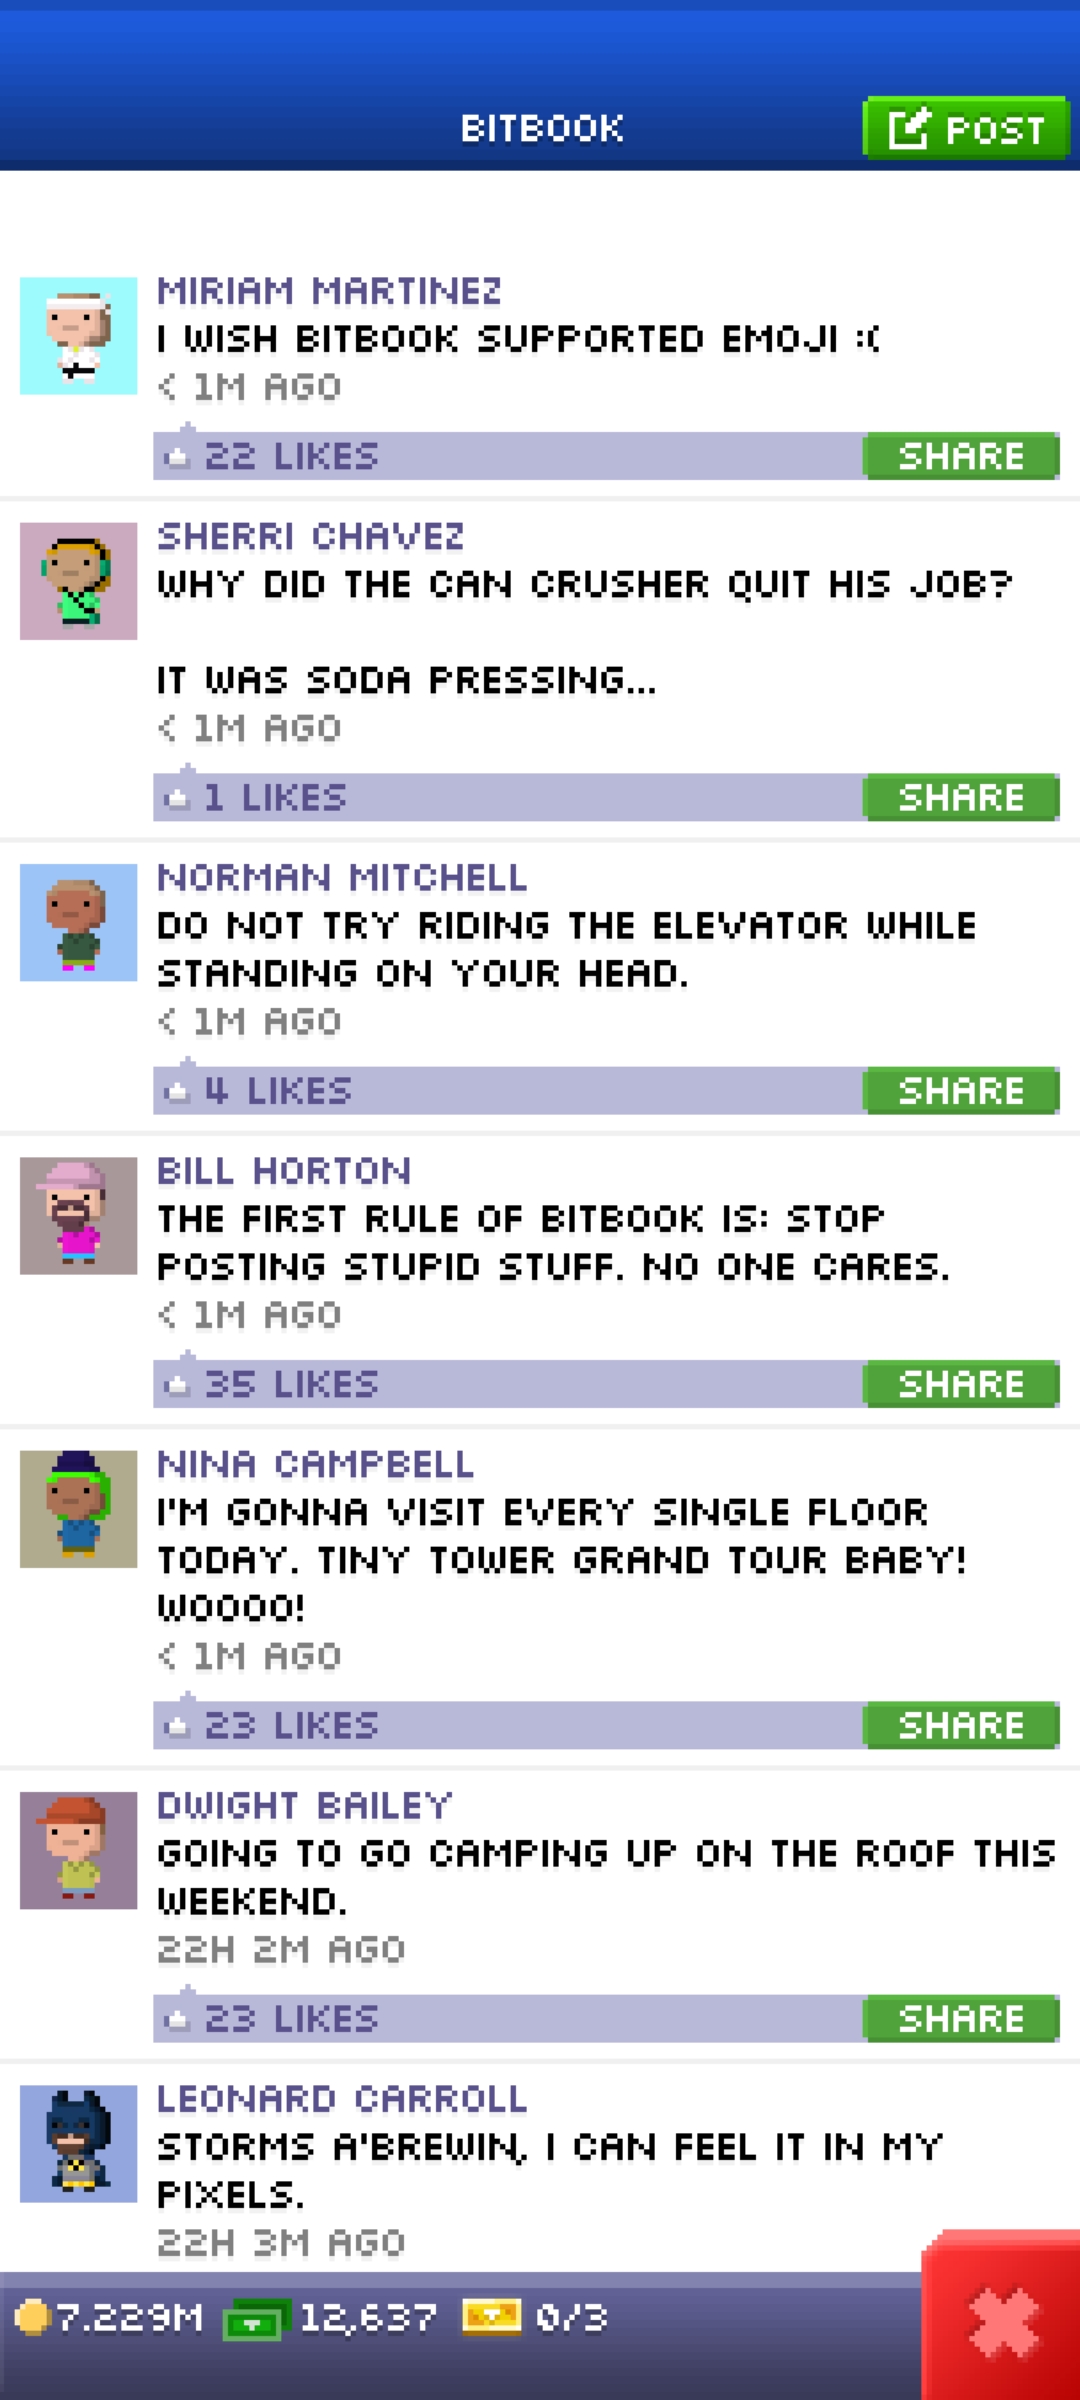 BITBOOK
POST
MIRIAM MARTINEZ
I WISH BITBOOK SUPPORTED EMOJI :(
< 1M AGO
22 LIKES
SHARE
SHERRI CHAVEZ
WHY DID THE CAN CRUSHER QUIT HIS JOB?
IT WAS SODA PRESSING...
< 1M AGO
1 LIKES
SHARE
NORMAN MITCHELL
DO NOT TRY RIDING THE ELEVATOR WHILE
STANDING ON YOUR HEAD.
< 1M AGO
4 LIKES
SHARE
BILL HORTON
THE FIRST RULE OF BITBOOK IS: STOP
POSTING STUPID STUFF. NO ONE CARES.
< 1M AGO
35 LIKES
SHARE
NINA CAMPBELL
I'M GONNA VISIT EVERY SINGLE FLOOR
TODAY. TINY TOWER GRAND TOUR BABY!
WOOOO!
< 1M AGO
23 LIKES
SHARE
DWIGHT BAILEY
GOING TO GO CAMPING UP ON THE ROOF THIS
WEEKEND.
22H 2M AGO
23 LIKES
SHARE
LEONARD CARROLL
STORMS A'BREWIN, I CAN FEEL IT IN MY
PIXELS.
22H 3M AGO
7.229M 12,637 0/3